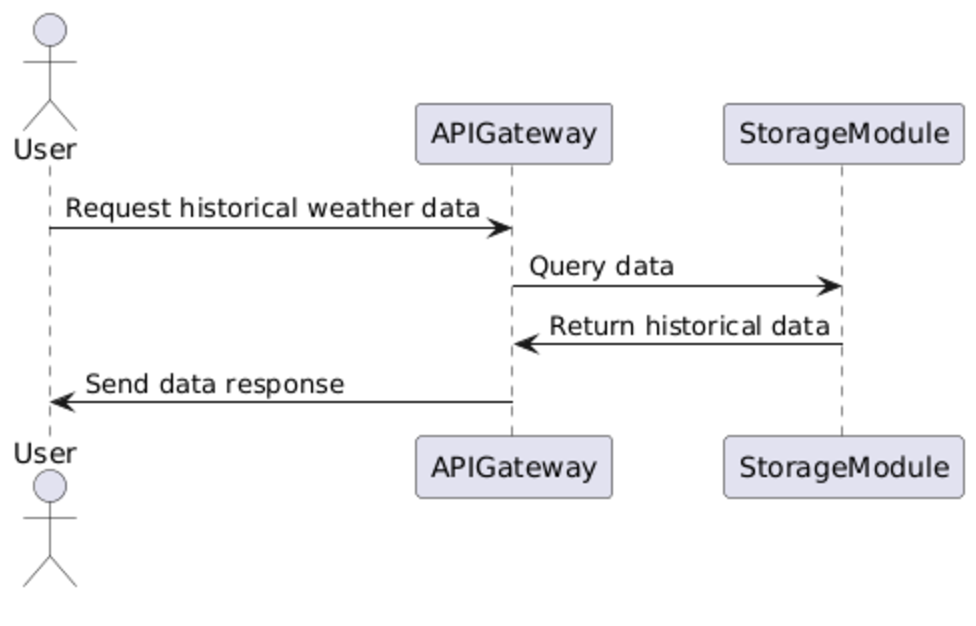 User
APIGateway
StorageModule
Request historical weather data
Query data
Return historical data
Send data response
User
APIGateway
StorageModule